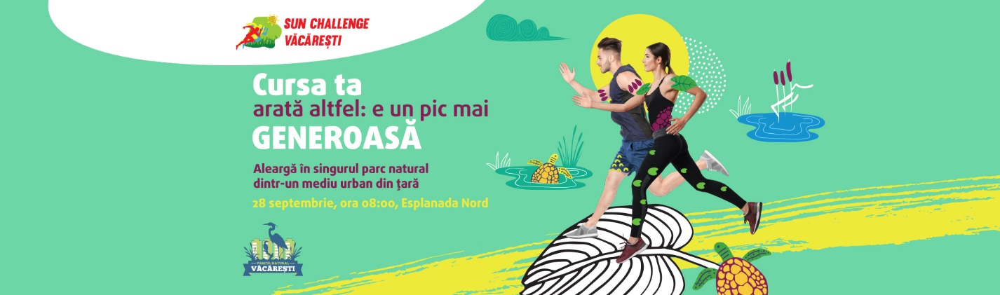 SUN CHALLENGE
VĂCĂREȘTI
Cursa ta
arată altfel: e un pic mai
GENEROASĂ
Aleargă în singurul parc natural
dintr-un mediu urban din țară
28 septembrie, ora 08:00, Esplanada Nord
PARCUL NATURAL
VĂCĂREȘTI